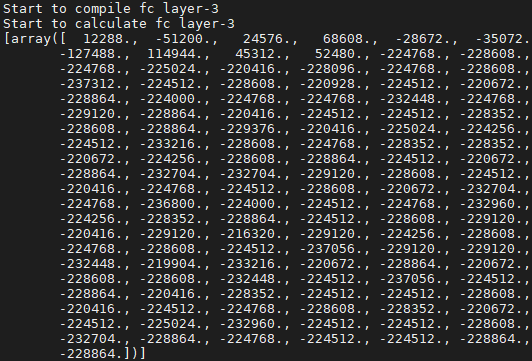 Start to compile fc layer-3
Start to calculate fc layer-3
[array([  12288.,  -51200.,   24576.,   68608.,  -28672.,  -35072.,
-127488.,  114944.,   45312.,   52480., -224768., -228608.,
-224768., -225024., -220416., -228096., -224768., -228608.,
-237312., -224512., -228608., -220928., -224512., -220672.,
-228864., -224000., -224768., -224768., -232448., -224768.,
-229120., -228864., -220416., -224512., -224512., -228352.,
-228608., -228864., -229376., -220416., -225024., -224256.,
-224512., -233216., -228608., -224768., -228352., -228352.,
-220672., -224256., -228608., -228864., -224512., -220672.,
-228864., -232704., -232704., -229120., -228608., -224512.,
-220416., -224768., -224512., -228608., -220672., -232704.,
-224768., -236800., -224000., -224512., -224768., -232960.,
-224256., -228352., -228864., -224512., -228608., -229120.,
-220416., -229120., -216320., -229120., -224256., -228608.,
-224768., -228608., -224512., -237056., -229120., -229120.,
-232448., -219904., -233216., -220672., -228864., -220672.,
-228608., -228608., -232448., -224512., -237056., -224512.,
-228864., -220416., -228352., -224512., -224512., -228608.,
-220416., -224512., -224768., -228608., -228352., -220672.,
-224512., -225024., -232960., -224512., -224512., -228864.,
-232704., -228864., -224768., -224512., -228864., -228864.,
-228864.])]